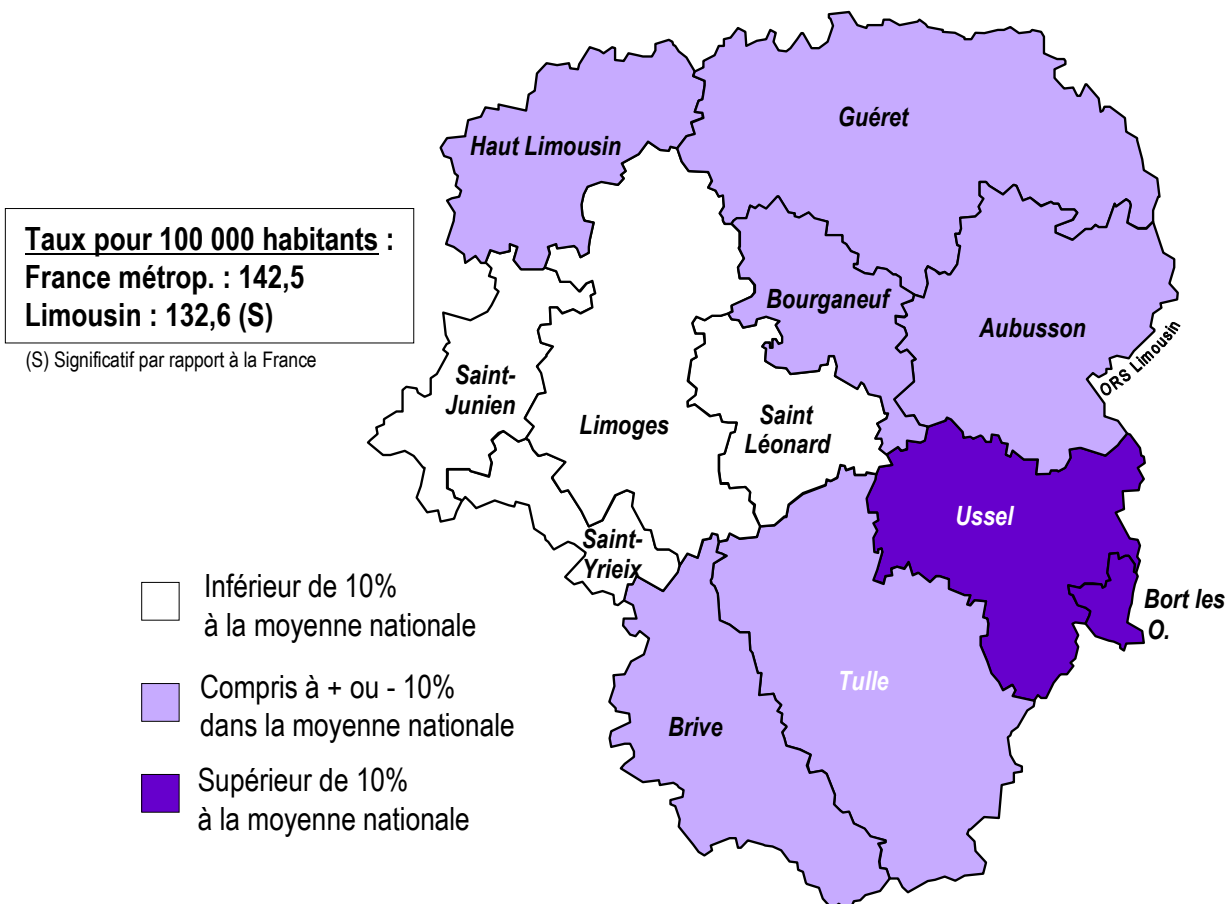 Guéret
Haut Limousin
Taux pour 100 000 habitants :
France métrop. : 142,5
Limousin : 132,6 (S)
(S) Significatif par rapport à la France
Bourganeuf
Aubusson
ORS Limousin
Saint-
Junien
Limoges
Saint
Léonard
Ussel
Saint-
Yrieix
Bort les
O.
Tulle
Brive
Inférieur de 10%
à la moyenne nationale
Compris à + ou - 10%
dans la moyenne nationale
Supérieur de 10%
à la moyenne nationale